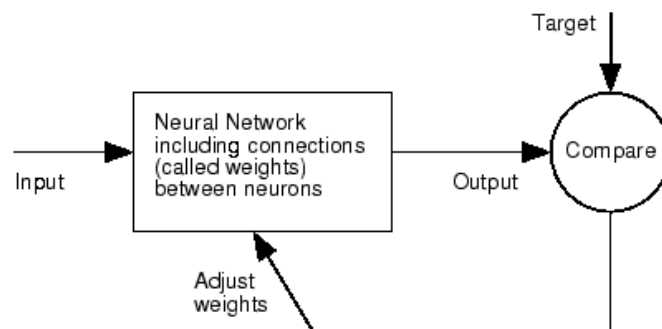 Target
Neural Network
including connections
(called weights)
between neurons
Compare
Input
Output
Adjust
weights